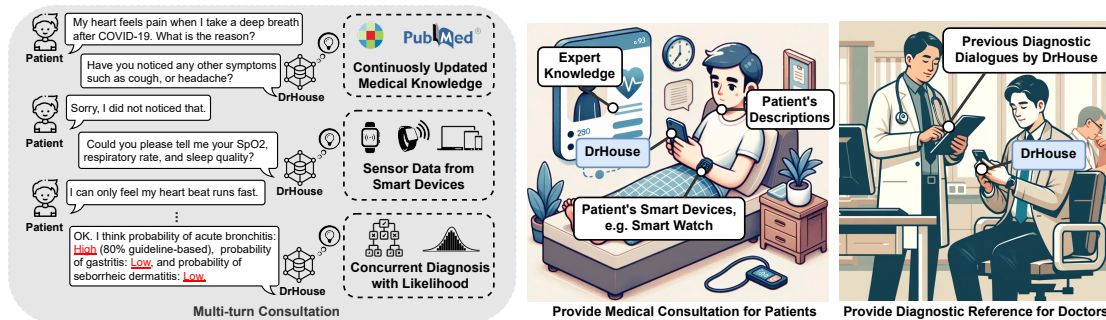 My heart feels pain when I take a deep breath
after COVID-19. What is the reason?
Patient
Have you noticed any other symptoms
such as cough, or headache?
DrHouse
Sorry, I did not noticed that.
Patient
Could you please tell me your SpO2,
respiratory rate, and sleep quality?
DrHouse
I can only feel my heart beat runs fast.
Patient
OK. I think probability of acute bronchitis:
High (80% guideline-based), probability
of gastritis: Low, and probability of
seborrheic dermatitis: Low.
DrHouse
Multi-turn Consultation
PubMed®
Continuosly Updated
Medical Knowledge
Sensor Data from
Smart Devices
Concurrent Diagnosis
with Likelihood
93
Expert
Knowledge
Patient's
Descriptions
280
DrHouse
Patient's Smart Devices,
e.g. Smart Watch
Provide Medical Consultation for Patients
Previous Diagnostic
Dialogues by DrHouse
DrHouse
Provide Diagnostic Reference for Doctors